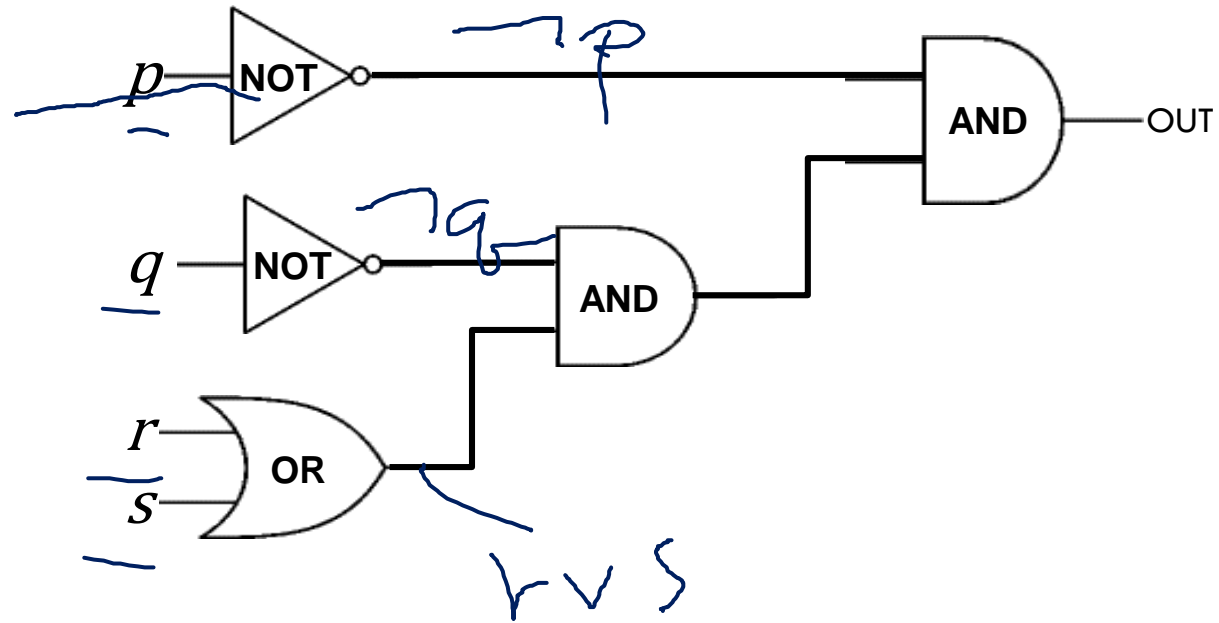 ¬p
p NOT
AND OUT
¬q
q NOT
AND
r
OR
s
r∨s